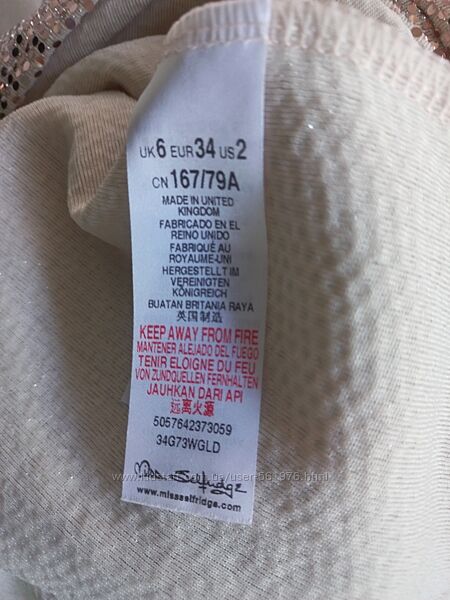 UK6 EUR34 US2
CN 167/79A
MADE IN UNITED
KINGDOM
FABRICADO EN EL
REINO UNIDO
FABRIQUÉ AU
ROYAUME-UNI
HERGESTELLT IM
VEREINIGTEN
KÖNIGREICH
BUATAN BRITANIA RAYA
英国制造
KEEP AWAY FROM FIRE
MANTENER ALEJADO DEL FUEGO
TENIR ELOIGNE DU FEU
VON ZUNDQUELLEN FERNHALTEN
JAUHKAN DARI API
远离火源
5057642373059
34G73WGLD
Miss Selfridge
www.missselfridge.com